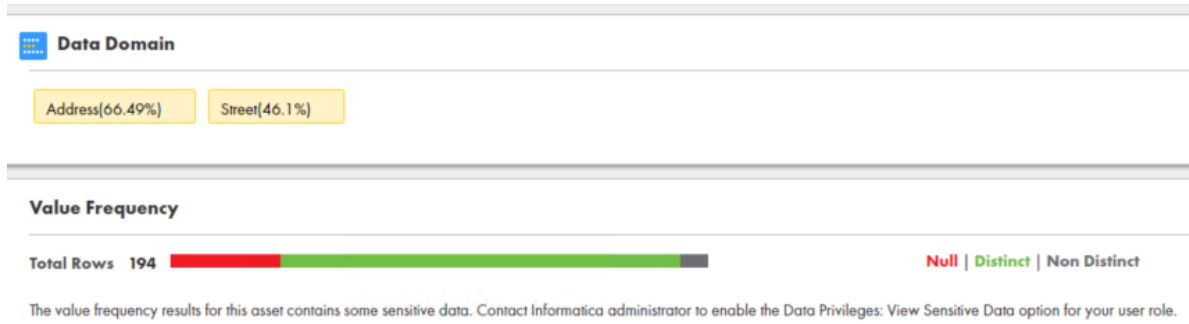 Data Domain
Address(66.49%) Street(46.1%)
Value Frequency
Total Rows 194 Null | Distinct | Non Distinct
The value frequency results for this asset contains some sensitive data. Contact Informatica administrator to enable the Data Privileges: View Sensitive Data option for your user role.